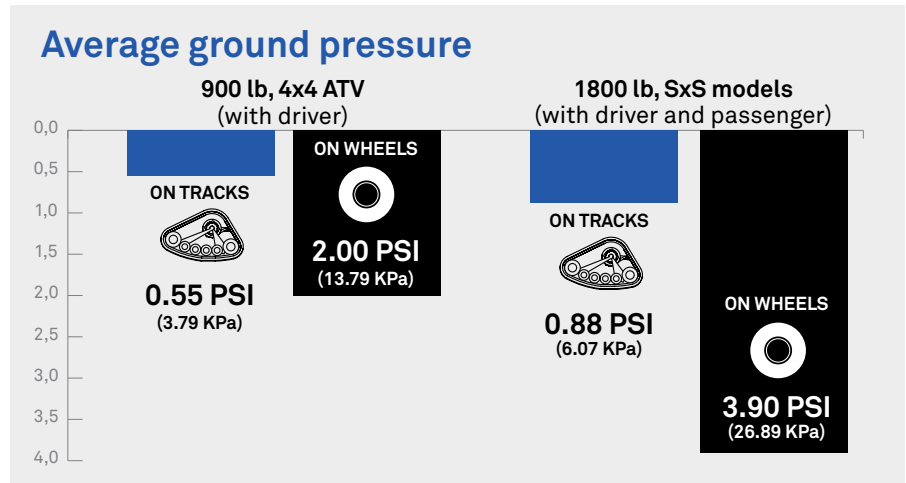 Average ground pressure
900 lb, 4x4 ATV
(with driver)
1800 lb, SxS models
(with driver and passenger)
0,0
0,5
1,0
1,5
2,0
2,5
3,0
3,5
4,0
ON TRACKS
0.55 PSI
(3.79 KPa)
ON WHEELS
2.00 PSI
(13.79 KPa)
ON TRACKS
0.88 PSI
(6.07 KPa)
ON WHEELS
3.90 PSI
(26.89 KPa)